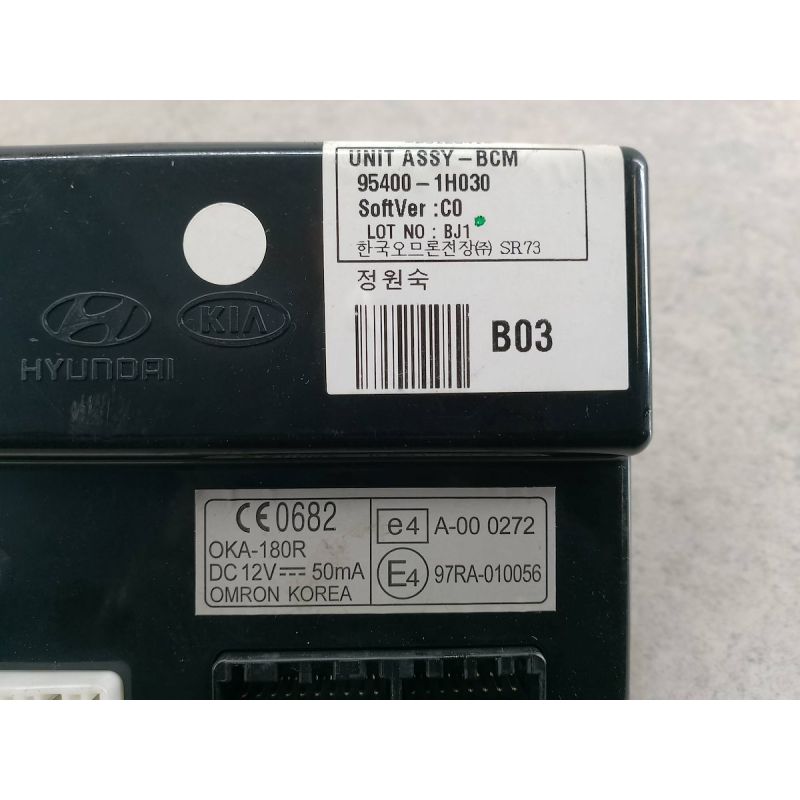 UNIT ASSY-BCM
95400-1H030
SoftVer :C0
LOT NO : BJ1
한국오므론전장㈜ SR73
정원숙
B03
HYUNDAI
KIA
CE0682
OKA-180R
DC 12V⎓ 50mA
OMRON KOREA
e4 A-00 0272
E4 97RA-010056